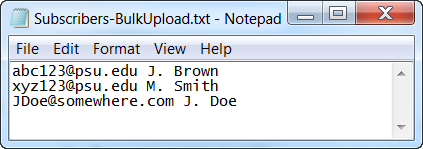 Subscribers-BulkUpload.txt - Notepad
File Edit Format View Help
abc123@psu.edu J. Brown
xyz123@psu.edu M. Smith
JDoe@somewhere.com J. Doe